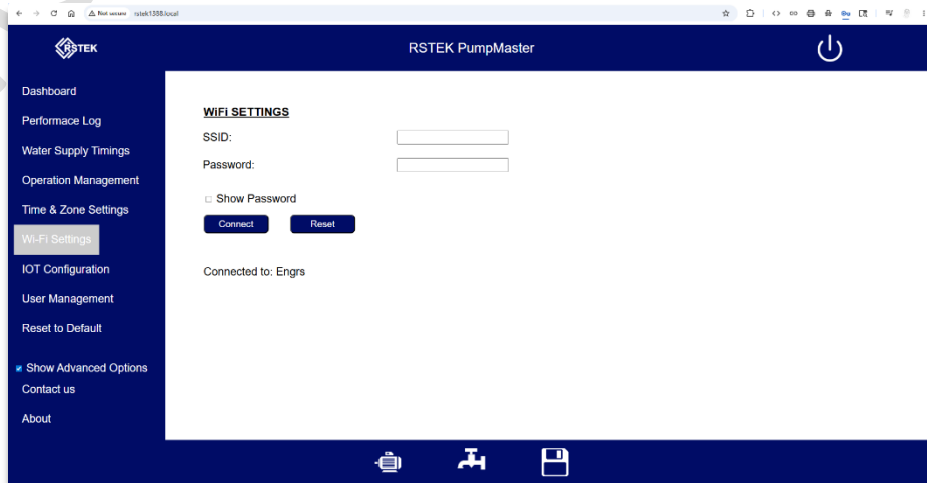 Not secure rstek1358.local
RSTEK
RSTEK PumpMaster
Dashboard
Performace Log
Water Supply Timings
Operation Management
Time & Zone Settings
Wi-Fi Settings
IOT Configuration
User Management
Reset to Default
Show Advanced Options
Contact us
About
WiFi SETTINGS
SSID:
Password:
Show Password
Connect Reset
Connected to: Engrs